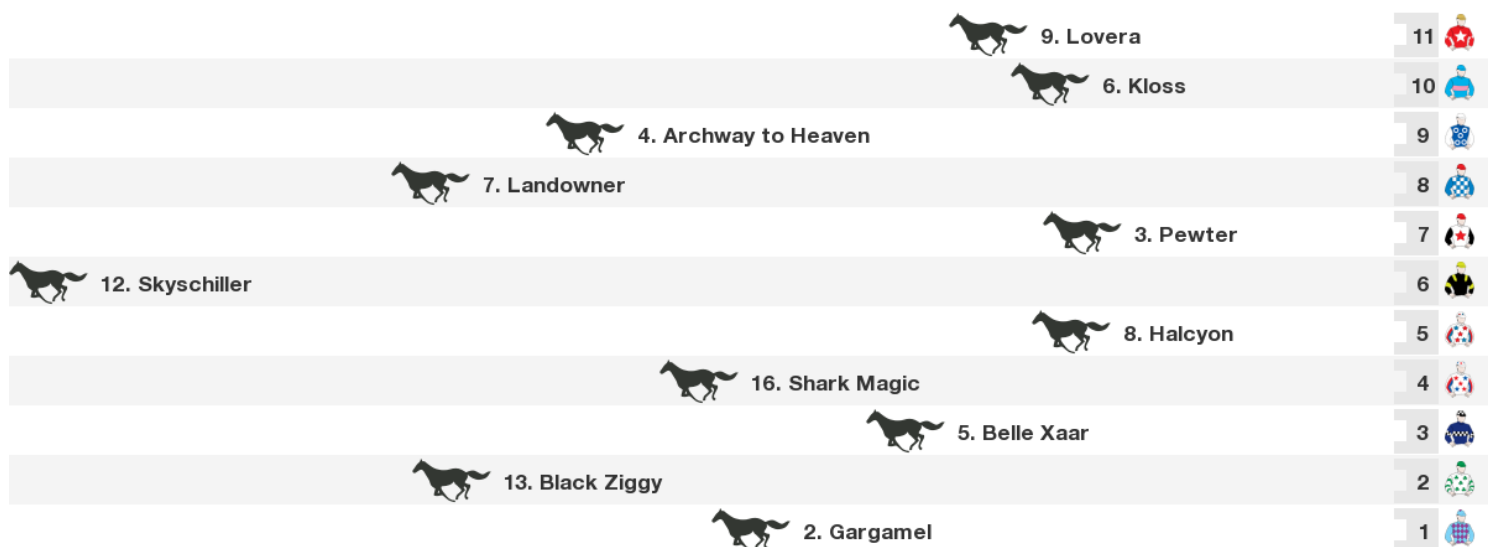 9. Lovera 11
6. Kloss 10
4. Archway to Heaven 9
7. Landowner 8
3. Pewter 7
12. Skyschiller 6
8. Halcyon 5
16. Shark Magic 4
5. Belle Xaar 3
13. Black Ziggy 2
2. Gargamel 1